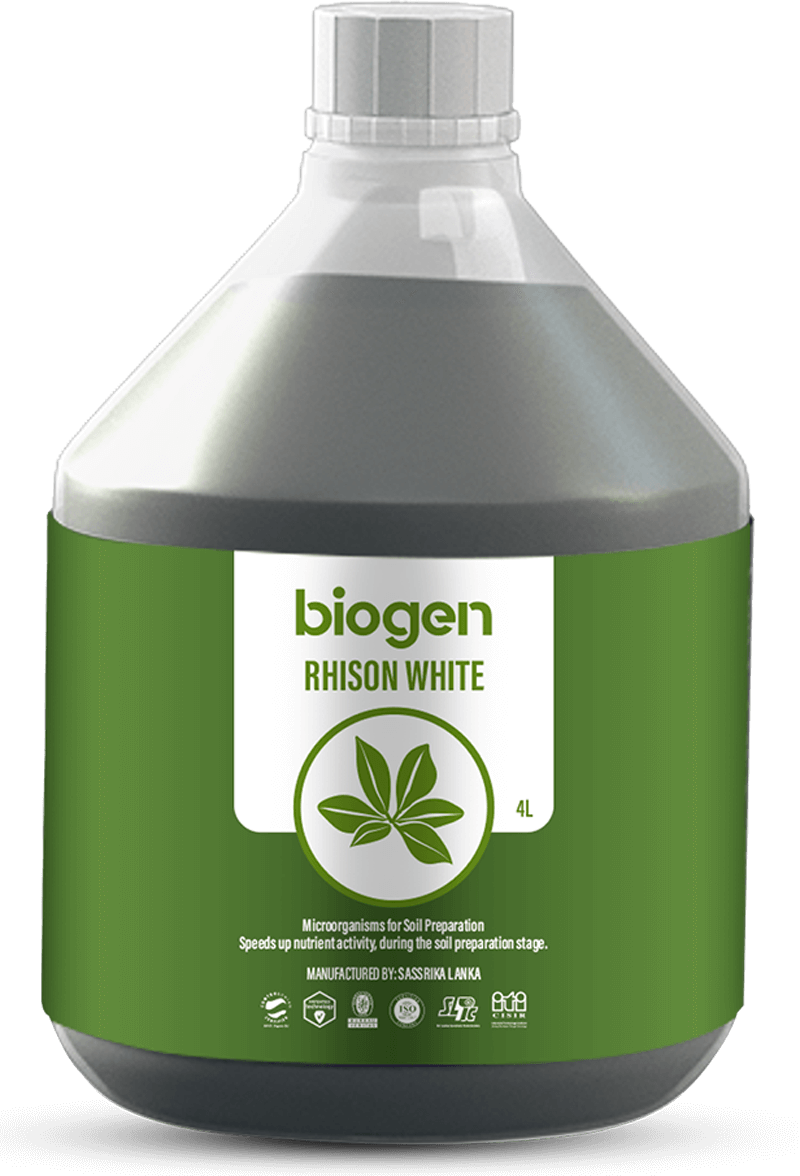 biogen
RHISON WHITE
4L
Microorganisms for Soil Preparation
Speeds up nutrient activity, during the soil preparation stage.
MANUFACTURED BY: SASSRIKA LANKA
ISO
CISIR